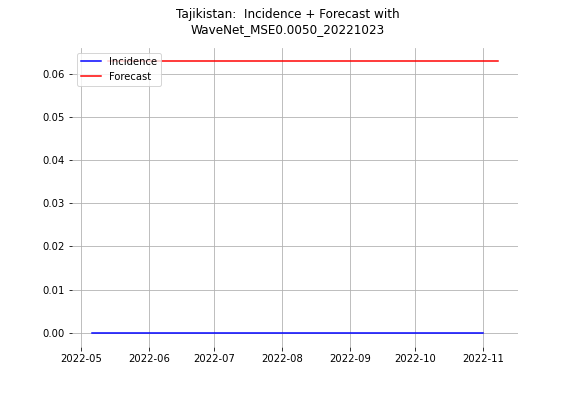 Tajikistan:  Incidence + Forecast with
WaveNet_MSE0.0050_20221023
Incidence
Forecast
0.06
0.05
0.04
0.03
0.02
0.01
0.00
2022-05 2022-06 2022-07 2022-08 2022-09 2022-10 2022-11